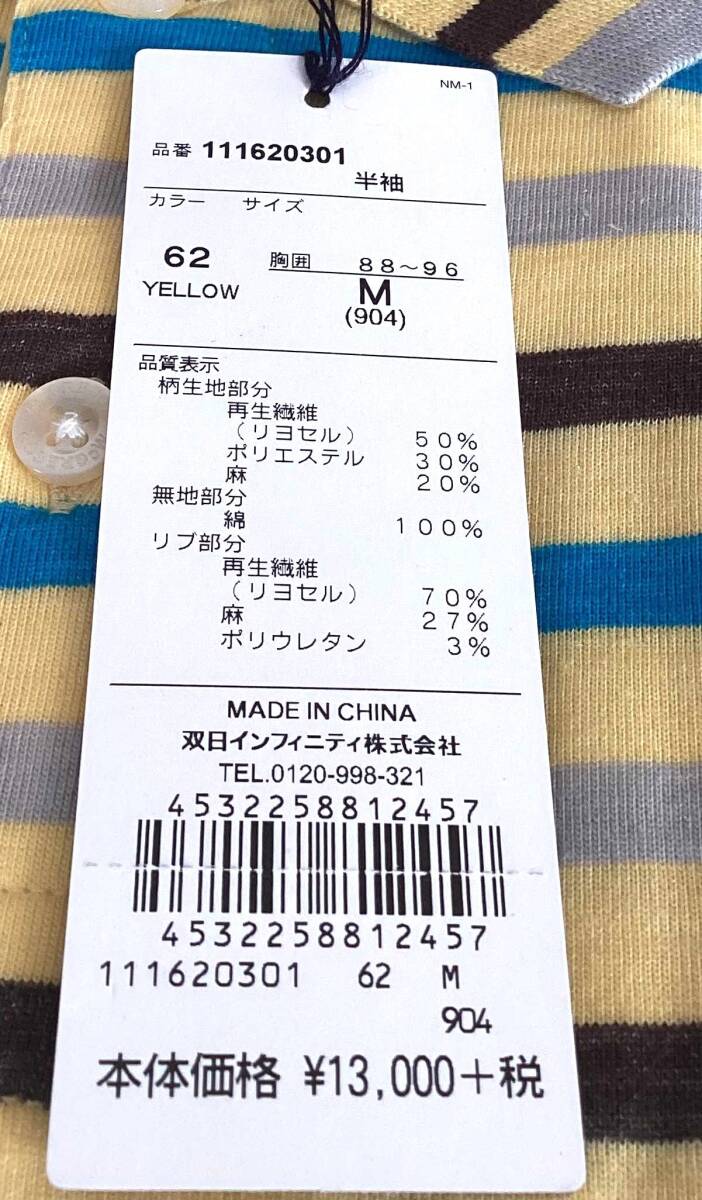 NM-1
品番 111620301
半袖
カラー サイズ
62 胸囲 88～96
YELLOW M
(904)
品質表示
柄生地部分
再生繊維
(リヨセル) 50%
ポリエステル 30%
麻 20%
無地部分
綿 100%
リブ部分
再生繊維
(リヨセル) 70%
麻 27%
ポリウレタン 3%
MADE IN CHINA
双日インフィニティ株式会社
TEL.0120-998-321
4532258812457
4532258812457
111620301 62 M
904
本体価格 ¥13,000+税